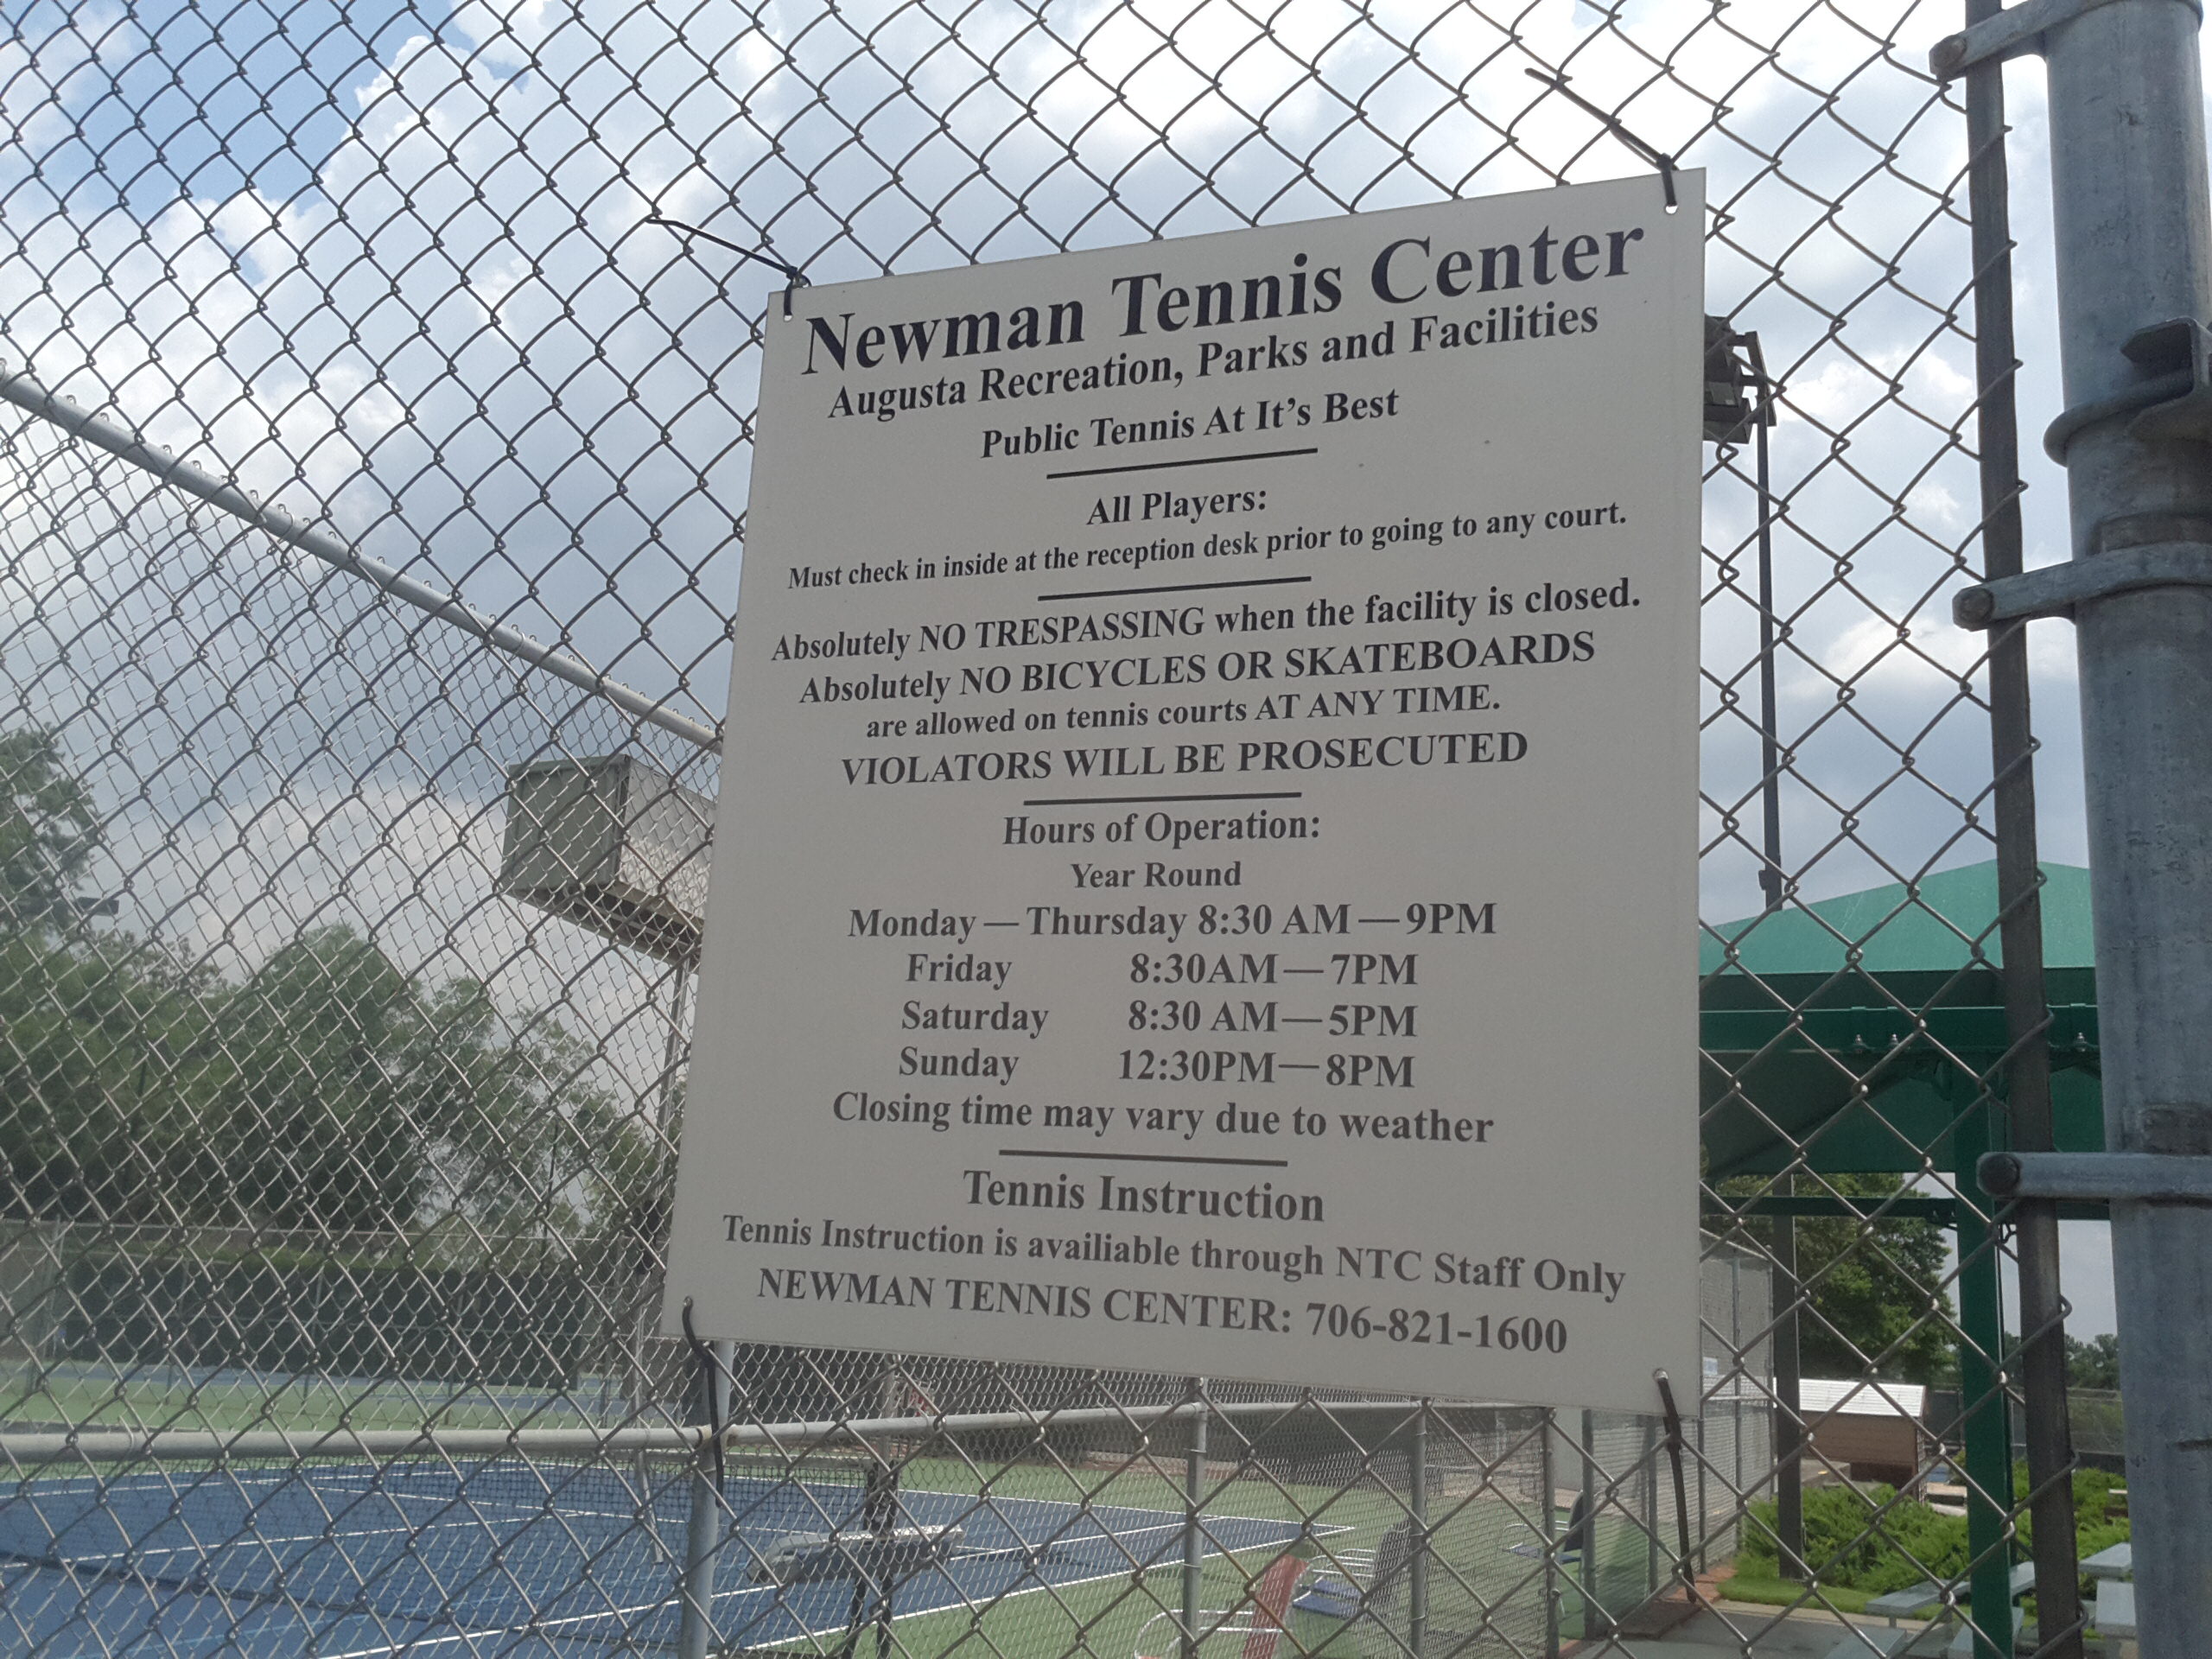 Newman Tennis Center
Augusta Recreation, Parks and Facilities
Public Tennis At It's Best
All Players:
Must check in inside at the reception desk prior to going to any court.
Absolutely NO TRESPASSING when the facility is closed.
Absolutely NO BICYCLES OR SKATEBOARDS
are allowed on tennis courts AT ANY TIME.
VIOLATORS WILL BE PROSECUTED
Hours of Operation:
Year Round
Monday — Thursday 8:30 AM — 9PM
Friday 8:30AM — 7PM
Saturday 8:30 AM — 5PM
Sunday 12:30PM — 8PM
Closing time may vary due to weather
Tennis Instruction
Tennis Instruction is availiable through NTC Staff Only
NEWMAN TENNIS CENTER: 706-821-1600